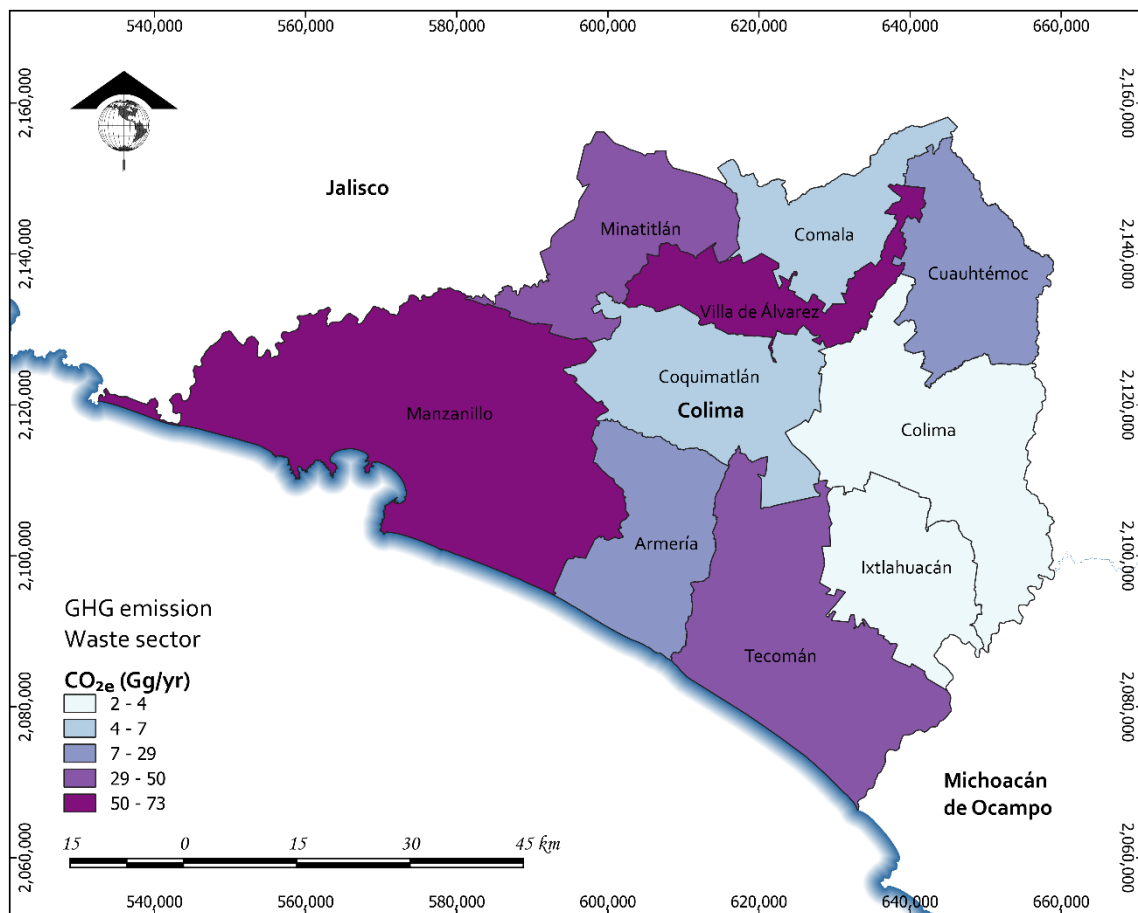 540,000 560,000 580,000 600,000 620,000 640,000 660,000
2,160,000
2,160,000
Jalisco
Minatitlán
Comala
2,140,000
2,140,000
Cuauhtémoc
Villa de Álvarez
Coquimatlán
Colima
Manzanillo
Colima
2,120,000
2,120,000
Armería
Ixtlahuacán
2,100,000
2,100,000
GHG emission
Waste sector
Tecomán
CO₂e (Gg/yr)
2 - 4
4 - 7
7 - 29
29 - 50
50 - 73
2,080,000
2,080,000
Michoacán
de Ocampo
15 0 15 30 45 km
2,060,000
2,060,000
540,000 560,000 580,000 600,000 620,000 640,000 660,000